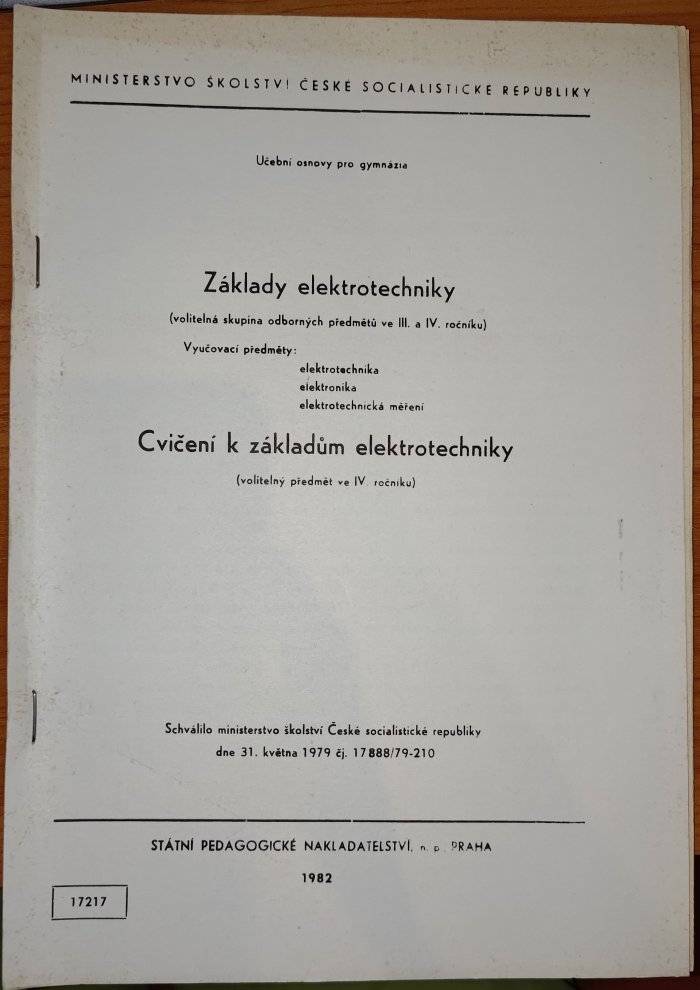 MINISTERSTVO ŠKOLSTVÍ ČESKÉ SOCIALISTICKÉ REPUBLIKY
Učební osnovy pro gymnázia
Základy elektrotechniky
(volitelná skupina odborných předmětů ve III. a IV. ročníku)
Vyučovací předměty:
elektrotechnika
elektronika
elektrotechnická měření
Cvičení k základům elektrotechniky
(volitelný předmět ve IV. ročníku)
Schválilo ministerstvo školství České socialistické republiky
dne 31. května 1979 čj. 17888/79-210
STÁTNÍ PEDAGOGICKÉ NAKLADATELSTVÍ, n. p. PRAHA
1982
17217